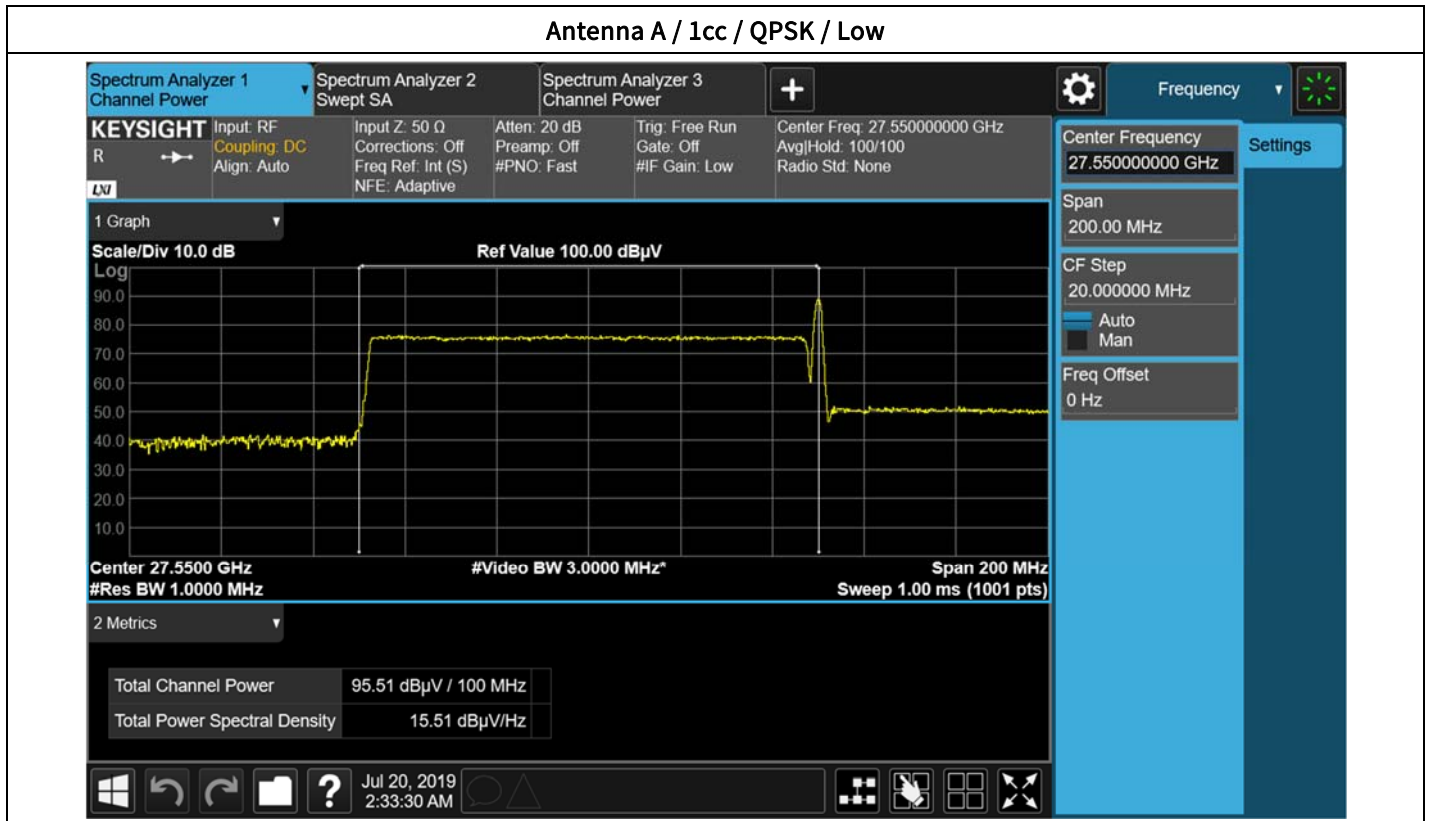 Antenna A / 1cc / QPSK / Low
Spectrum Analyzer 1
Channel Power
Spectrum Analyzer 2
Swept SA
Spectrum Analyzer 3
Channel Power
Frequency
KEYSIGHT
R
LXI
Input: RF
Coupling: DC
Align: Auto
Input Z: 50 Ω
Corrections: Off
Freq Ref: Int (S)
NFE: Adaptive
Atten: 20 dB
Preamp: Off
#PNO: Fast
Trig: Free Run
Gate: Off
#IF Gain: Low
Center Freq: 27.550000000 GHz
Avg|Hold: 100/100
Radio Std: None
Center Frequency
27.550000000 GHz
Settings
Span
200.00 MHz
CF Step
20.000000 MHz
Auto
Man
Freq Offset
0 Hz
1 Graph
Scale/Div 10.0 dB
Ref Value 100.00 dBµV
Log
90.0
80.0
70.0
60.0
50.0
40.0
30.0
20.0
10.0
Center 27.5500 GHz
#Video BW 3.0000 MHz*
Span 200 MHz
#Res BW 1.0000 MHz
Sweep 1.00 ms (1001 pts)
2 Metrics
Total Channel Power 95.51 dBµV / 100 MHz
Total Power Spectral Density 15.51 dBµV/Hz
?
Jul 20, 2019
2:33:30 AM